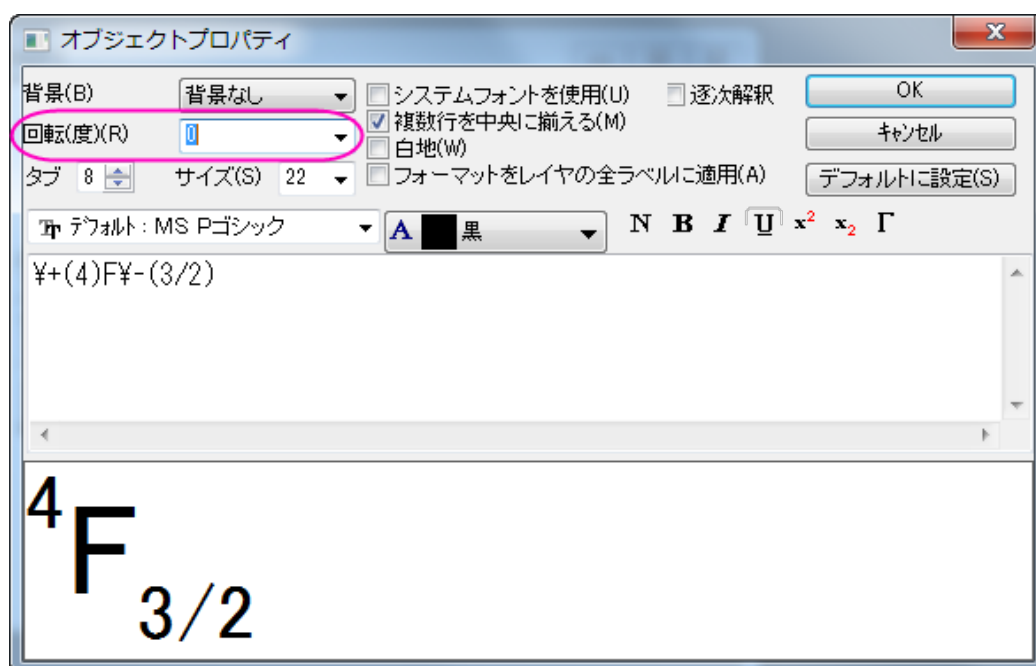 オブジェクトプロパティ
背景(B) 背景なし システムフォントを使用(U) 逐次解釈 OK
回転(度)(R) 0 複数行を中央に揃える(M) キャンセル
白地(W)
タブ 8 サイズ(S) 22 フォーマットをレイヤの全ラベルに適用(A) デフォルトに設定(S)
Tr デフォルト : MS Pゴシック A 黒 N B I U x² x₂ Γ
¥+(4)F¥-(3/2)
⁴F₃/₂